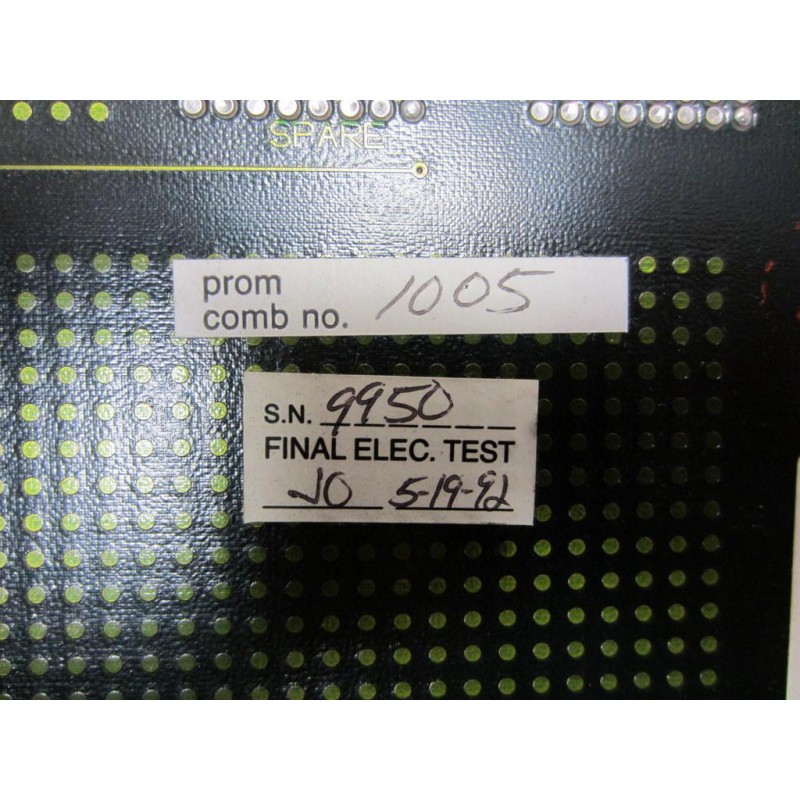 SPARE
prom
comb no. 1005
S.N. 9950
FINAL ELEC. TEST
JO 5-19-92